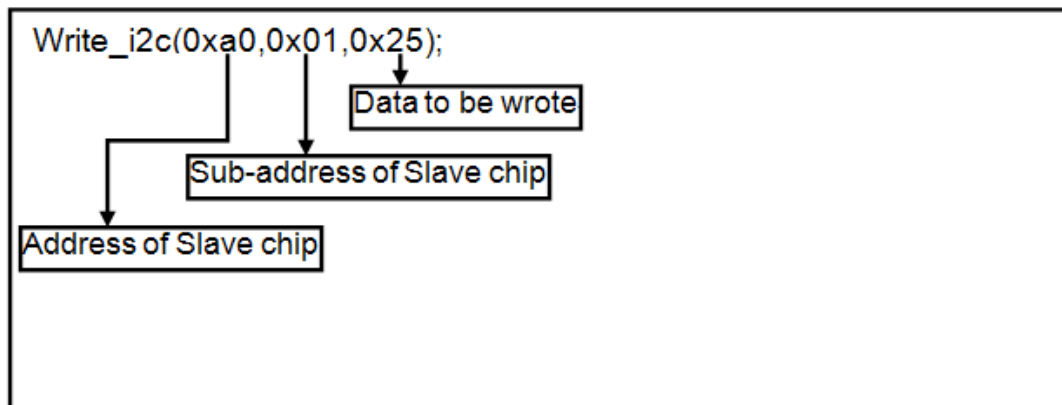 Write_i2c(0xa0,0x01,0x25);
Data to be wrote
Sub-address of Slave chip
Address of Slave chip